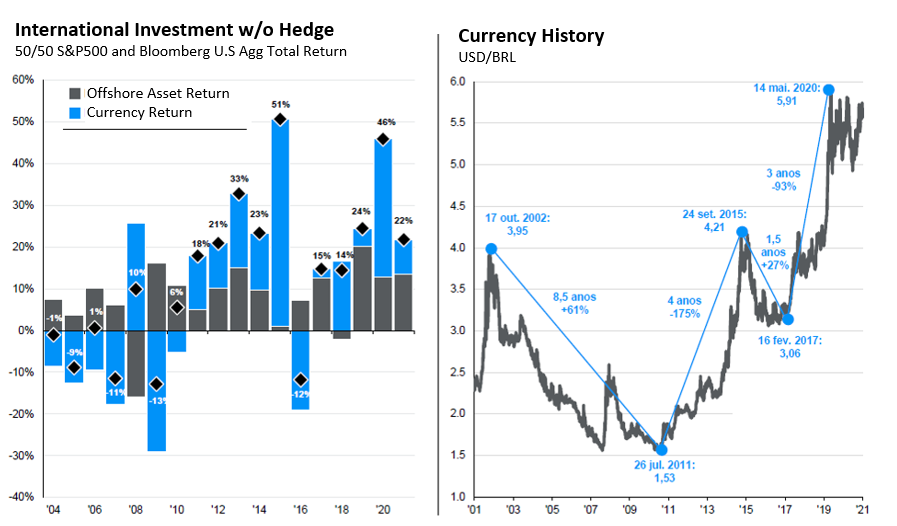 International Investment w/o Hedge
50/50 S&P500 and Bloomberg U.S Agg Total Return
60%
50%
40%
30%
20%
10%
0%
-10%
-20%
-30%
-40%
Offshore Asset Return
Currency Return
-1%
-9%
1%
-11%
10%
-13%
6%
18%
21%
33%
23%
51%
-12%
15%
14%
24%
46%
22%
'04 '06 '08 '10 '12 '14 '16 '18 '20
Currency History
USD/BRL
6.0
5.5
5.0
4.5
4.0
3.5
3.0
2.5
2.0
1.5
1.0
17 out. 2002:
3,95
8,5 anos
+61%
26 jul. 2011:
1,53
4 anos
-175%
24 set. 2015:
4,21
1,5
anos
+27%
16 fev. 2017:
3,06
3 anos
-93%
14 mai. 2020:
5,91
'01 '03 '05 '07 '09 '11 '13 '15 '17 '19 '21